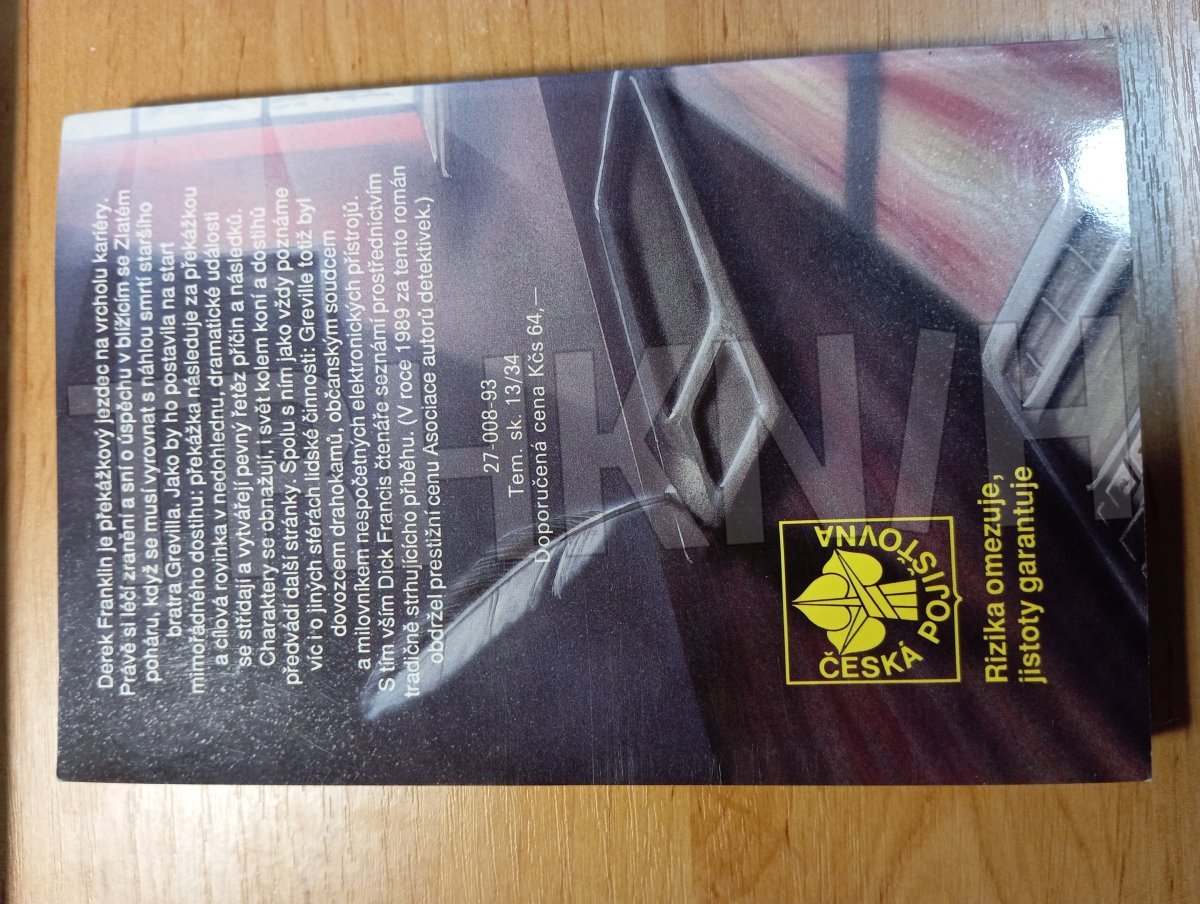 Derek Franklin je překážkový jezdec na vrcholu kariéry.
Právě si léčí zranění a sní o úspěchu v blížícím se Zlatém
poháru, když se musí vyrovnat s náhlou smrtí staršího
bratra Grevilla. Jako by ho postavila na start
mimořádného dostihu: překážka následuje za překážkou
a cílová rovinka v nedohlednu, dramatické události
se střídají a vytvářejí pevný řetěz příčin a následků.
Charaktery se obnažují, i svět kolem koní a dostihů
předvádí další stránky. Spolu s ním jako vždy poznáme
víc i o jiných sférách lidské činnosti: Greville totiž byl
dovozcem drahokamů, občanským soudcem
a milovníkem nespočetných elektronických přístrojů.
S tím vším Dick Francis čtenáře seznámí prostřednictvím
tradičně strhujícího příběhu. (V roce 1989 za tento román
obdržel prestižní cenu Asociace autorů detektivek.)
27-008-93
Tem. sk. 13/34
Doporučená cena Kčs 64,—
ČESKÁ POJIŠŤOVNA
Rizika omezuje,
jistoty garantuje